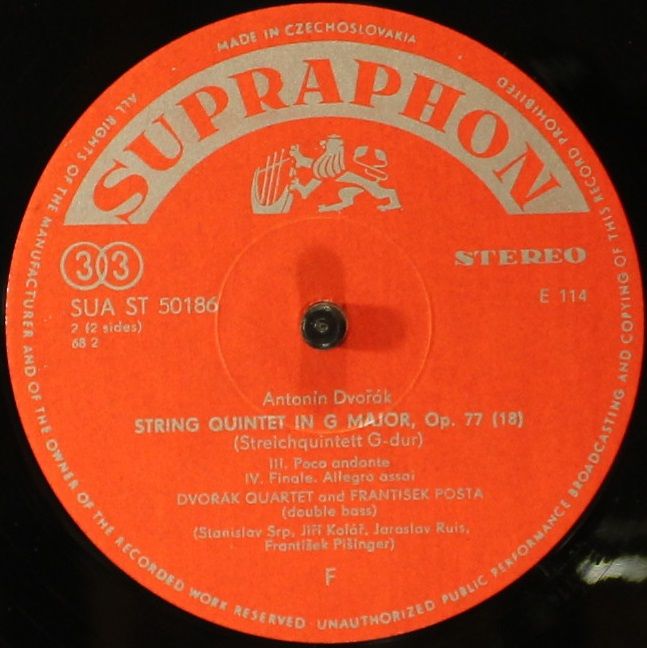 MADE IN CZECHOSLOVAKIA
SUPRAPHON
33
STEREO
SUA ST 50186
E 114
2 (2 sides)
68 2
Antonín Dvořák
STRING QUINTET IN G MAJOR, Op. 77 (18)
(Streichquintett G-dur)
III. Poco andante
IV. Finale. Allegro assai
DVOŘÁK QUARTET and FRANTISEK POSTA
(double bass)
(Stanislav Srp, Jiří Kolář, Jaroslav Ruis,
František Pišinger)
F
ALL RIGHTS OF THE MANUFACTURER AND OF THE OWNER OF THE RECORDED WORK RESERVED UNAUTHORIZED PUBLIC PERFORMANCE BROADCASTING AND COPYING OF THIS RECORD PROHIBITED